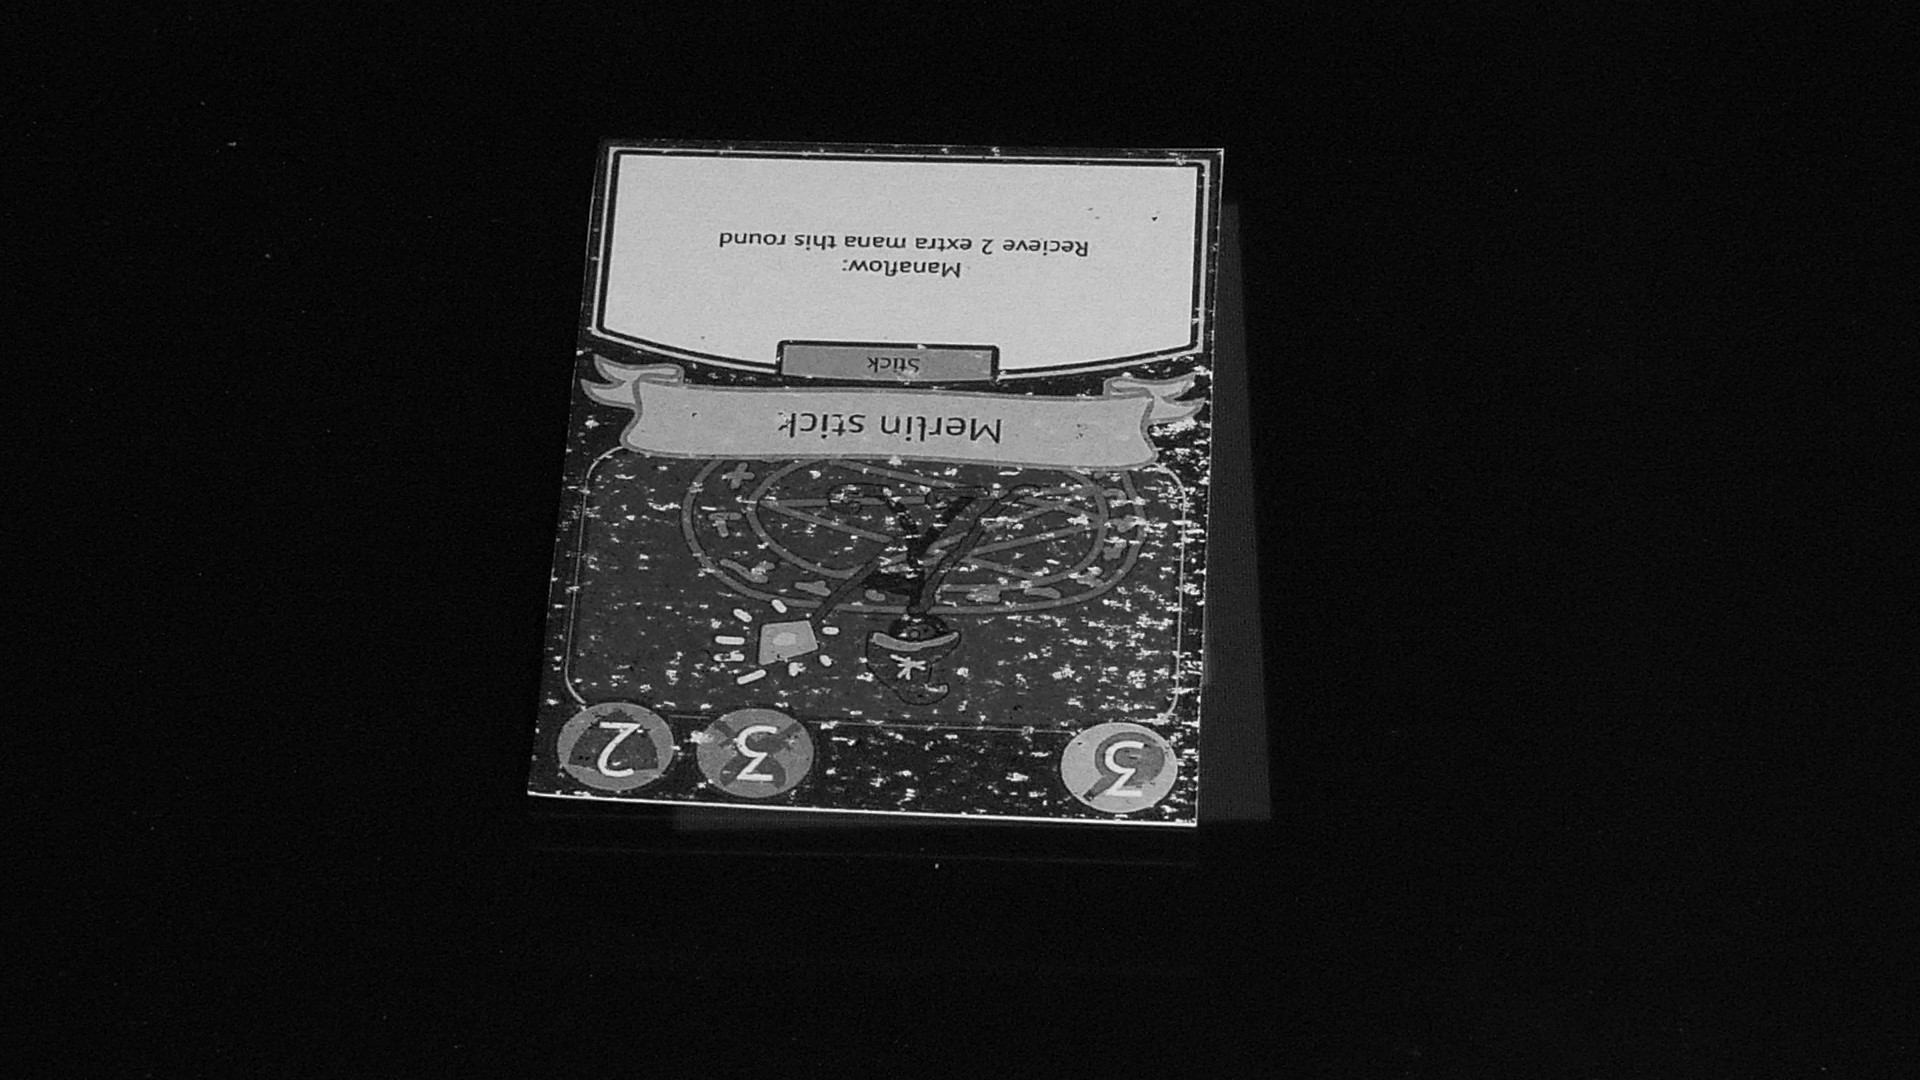 3
3
2
Merlin stick
Stick
Manaflow:
Recieve 2 extra mana this round